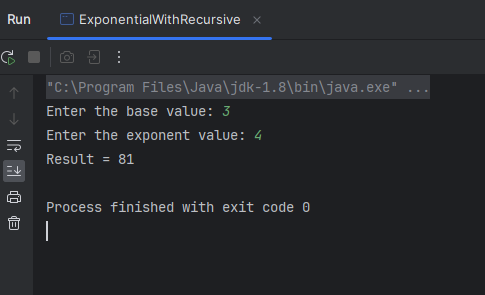 Run ExponentialWithRecursive
"C:\Program Files\Java\jdk-1.8\bin\java.exe" ...
Enter the base value: 3
Enter the exponent value: 4
Result = 81
Process finished with exit code 0